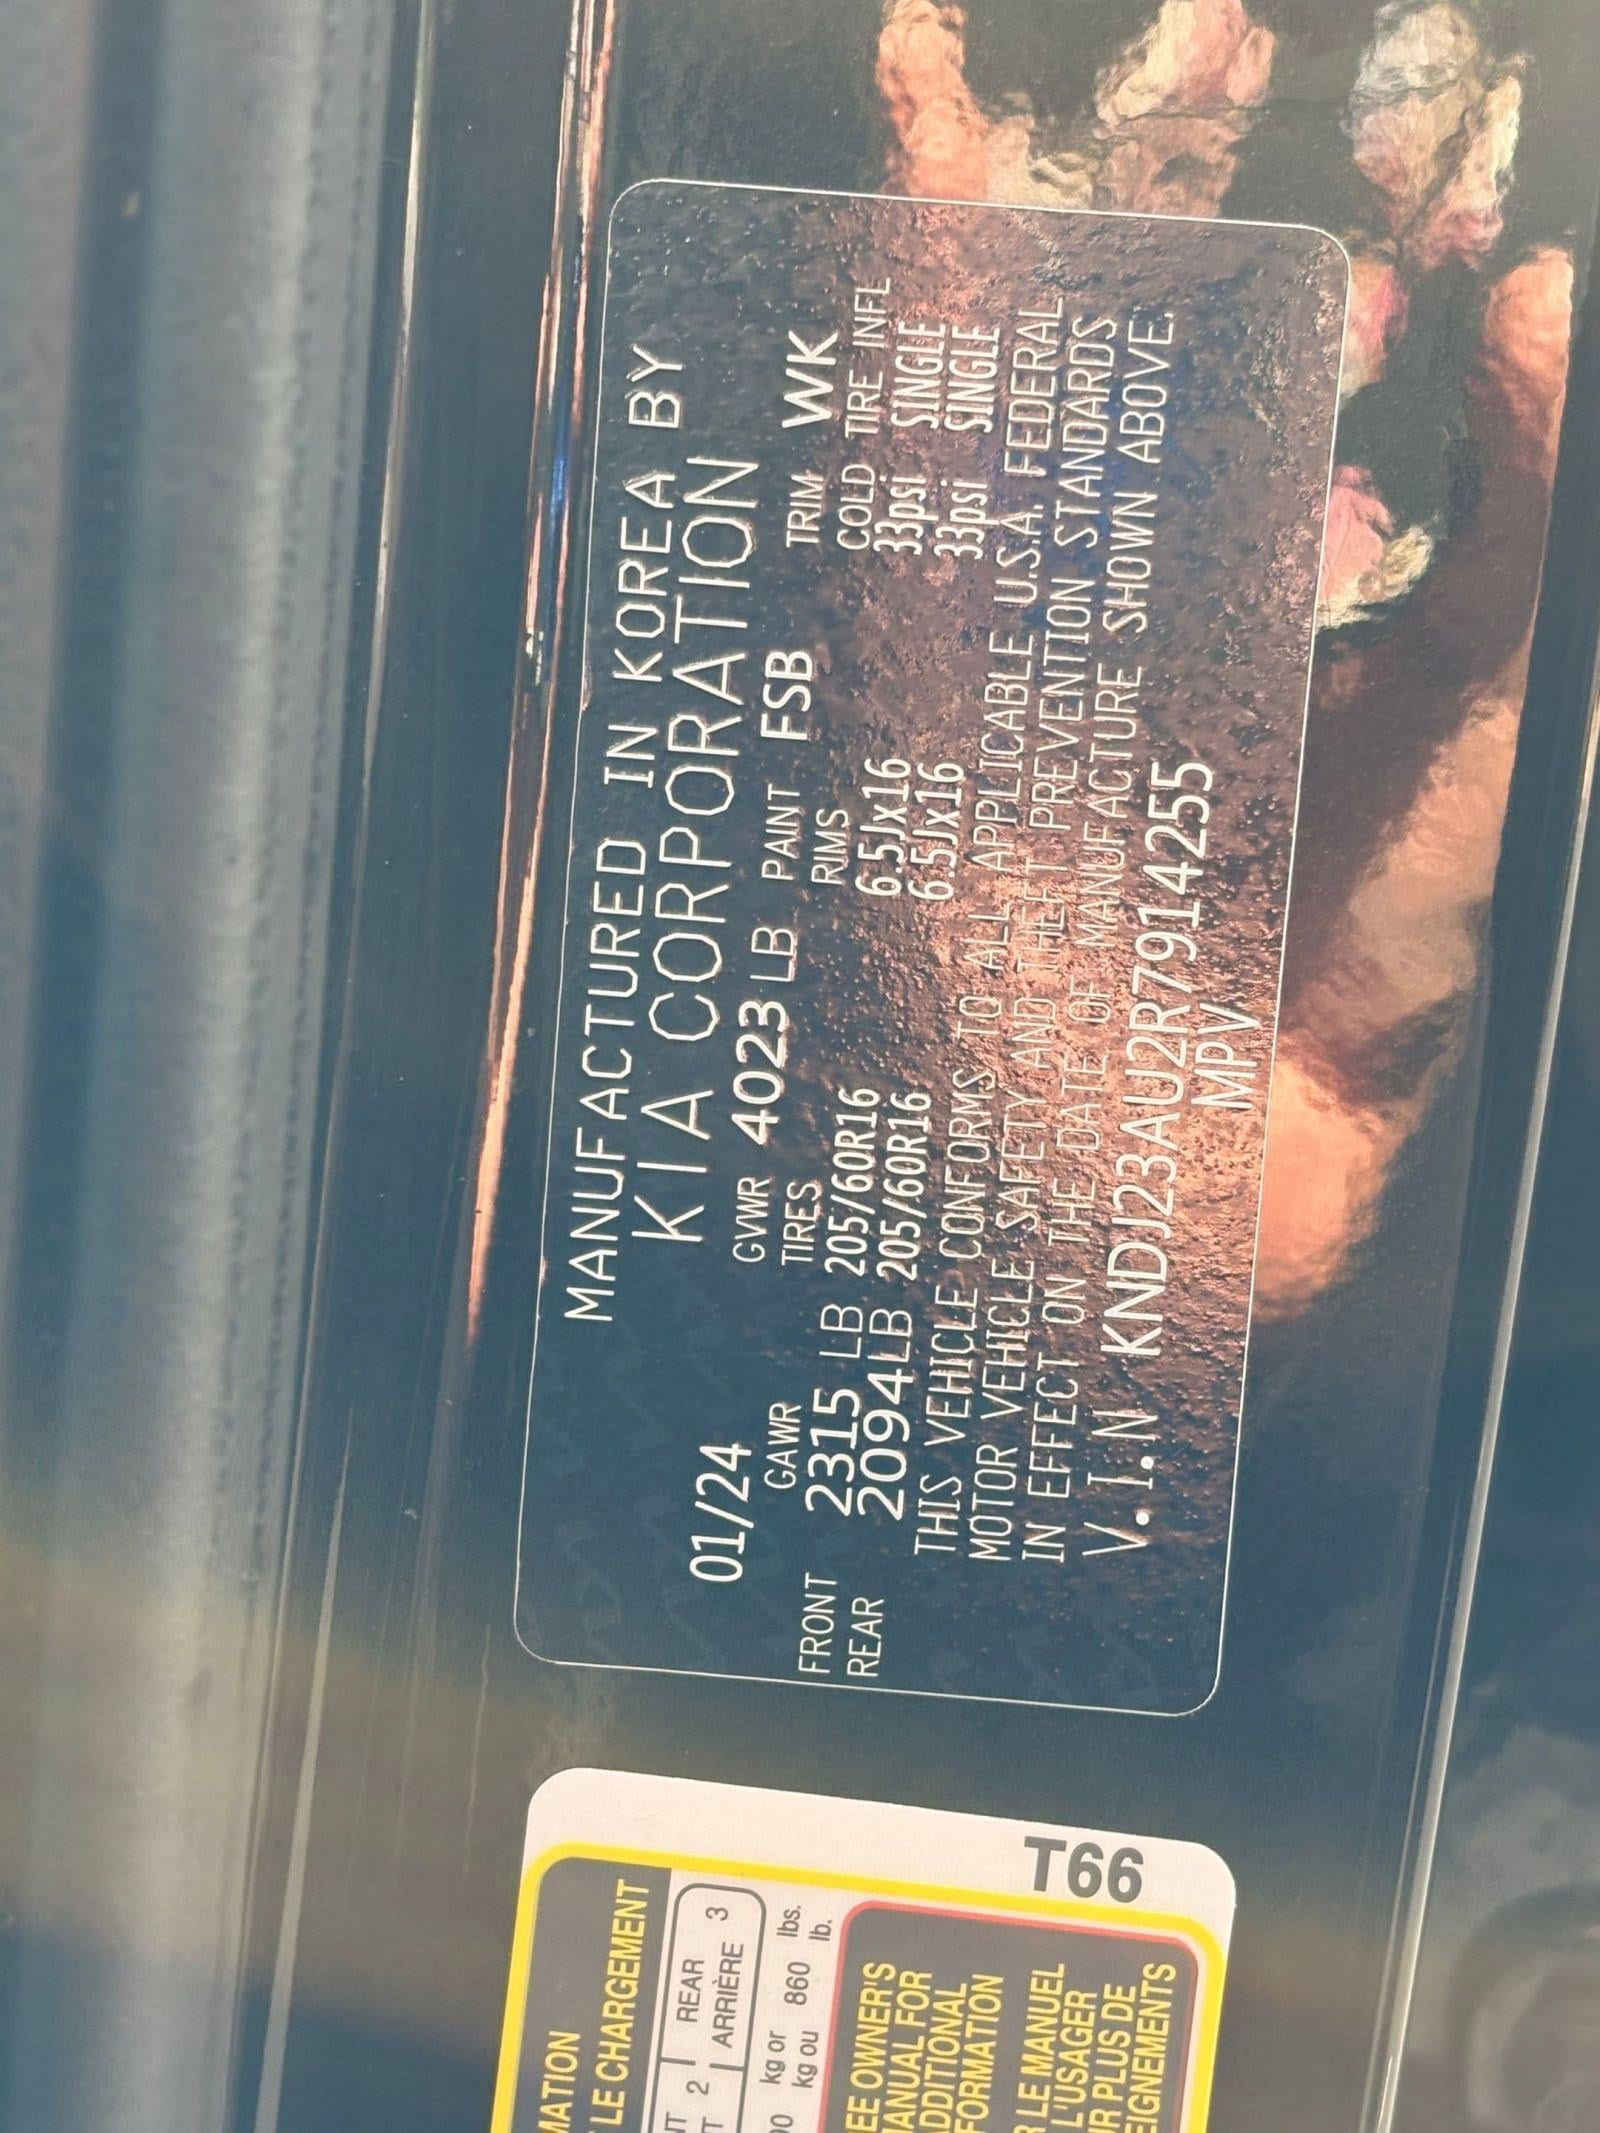 MANUFACTURED IN KOREA BY
KIA CORPORATION
01/24 GVWR 4023 LB PAINT FSB TRIM WK
GAWR TIRES RIMS COLD TIRE INFL
FRONT 2315 LB 205/60R16 6.5Jx16 33psi SINGLE
REAR 2094LB 205/60R16 6.5Jx16 33psi SINGLE
THIS VEHICLE CONFORMS TO ALL APPLICABLE U.S.A. FEDERAL
MOTOR VEHICLE SAFETY AND THEFT PREVENTION STANDARDS
IN EFFECT ON THE DATE OF MANUFACTURE SHOWN ABOVE.
V.I.N KNDJ23AU2R7914255
MPV
LE CHARGEMENT
2 REAR
ARRIÈRE 3
kg or 860 lbs.
kg ou lb.
OWNER'S
FOR
L'USAGER
PLUS DE
LE MANUEL
T66